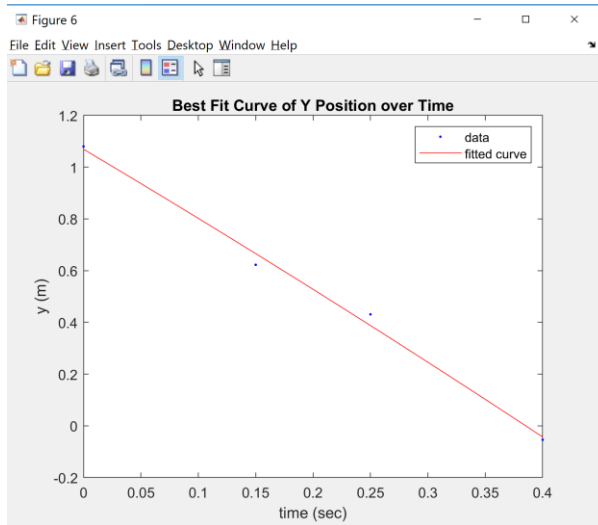 Figure 6
File Edit View Insert Tools Desktop Window Help
Best Fit Curve of Y Position over Time
1.2
1
0.8
0.6
0.4
0.2
0
-0.2
y (m)
data
fitted curve
0 0.05 0.1 0.15 0.2 0.25 0.3 0.35 0.4
time (sec)